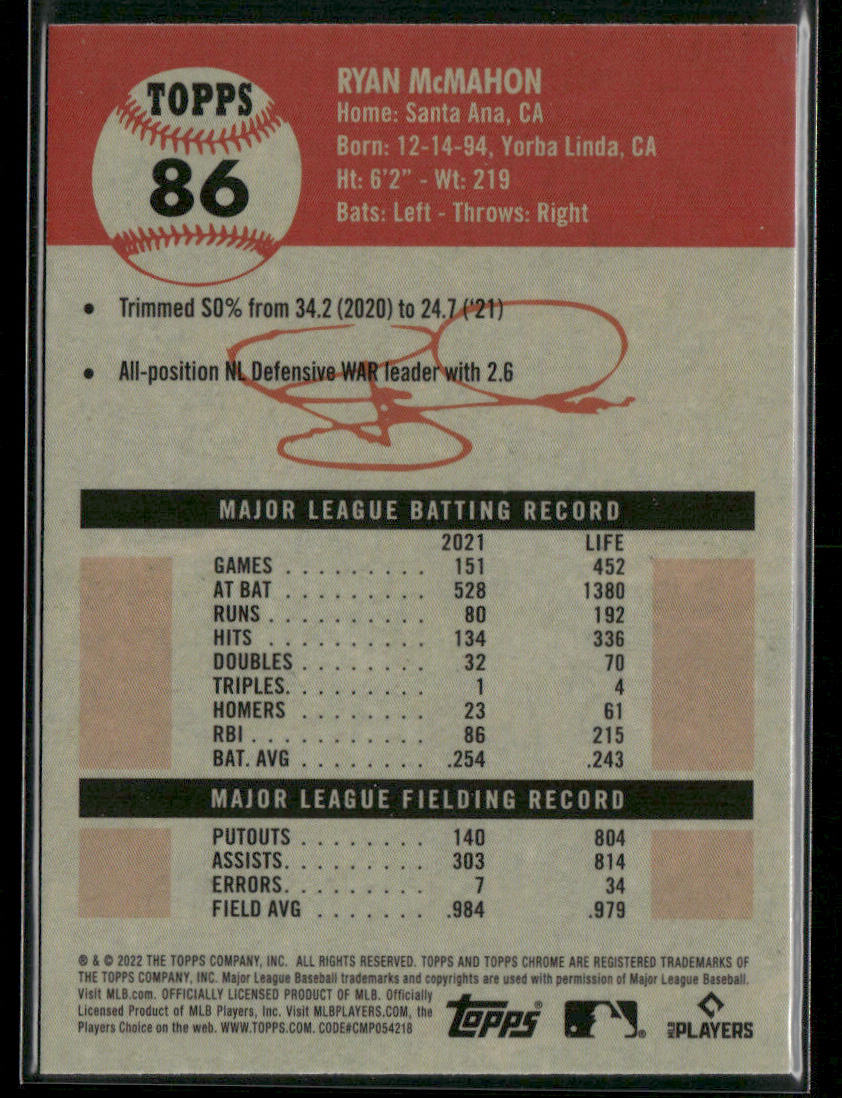 TOPPS
86
RYAN McMAHON
Home: Santa Ana, CA
Born: 12-14-94, Yorba Linda, CA
Ht: 6'2" - Wt: 219
Bats: Left - Throws: Right
• Trimmed SO% from 34.2 (2020) to 24.7 ('21)
• All-position NL Defensive WAR leader with 2.6
MAJOR LEAGUE BATTING RECORD
2021 LIFE
GAMES . . . . . . . . . 151 452
AT BAT . . . . . . . . . 528 1380
RUNS . . . . . . . . . . 80 192
HITS . . . . . . . . . . 134 336
DOUBLES . . . . . . . . 32 70
TRIPLES. . . . . . . . . 1 4
HOMERS . . . . . . . . 23 61
RBI . . . . . . . . . . . 86 215
BAT. AVG . . . . . . . . .254 .243
MAJOR LEAGUE FIELDING RECORD
PUTOUTS . . . . . . . . 140 804
ASSISTS. . . . . . . . . 303 814
ERRORS. . . . . . . . . 7 34
FIELD AVG . . . . . . . .984 .979
® & © 2022 THE TOPPS COMPANY, INC. ALL RIGHTS RESERVED. TOPPS AND TOPPS CHROME ARE REGISTERED TRADEMARKS OF
THE TOPPS COMPANY, INC. Major League Baseball trademarks and copyrights are used with permission of Major League Baseball.
Visit MLB.com. OFFICIALLY LICENSED PRODUCT OF MLB. Officially
Licensed Product of MLB Players, Inc. Visit MLBPLAYERS.COM, the
Players Choice on the web. WWW.TOPPS.COM. CODE#CMP054218
Topps® ® MLB PLAYERS